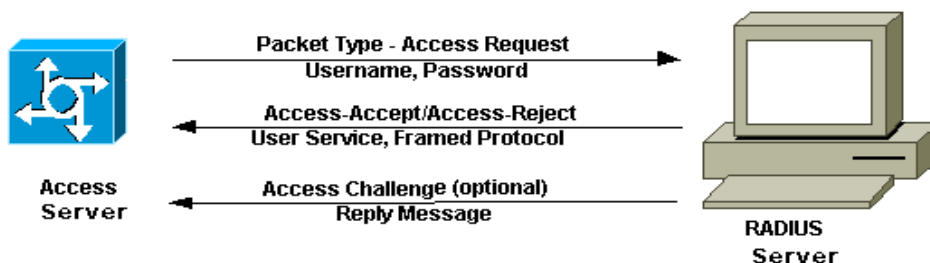 Packet Type - Access Request
Username, Password
Access-Accept/Access-Reject
User Service, Framed Protocol
Access Challenge (optional)
Reply Message
Access
Server
RADIUS
Server